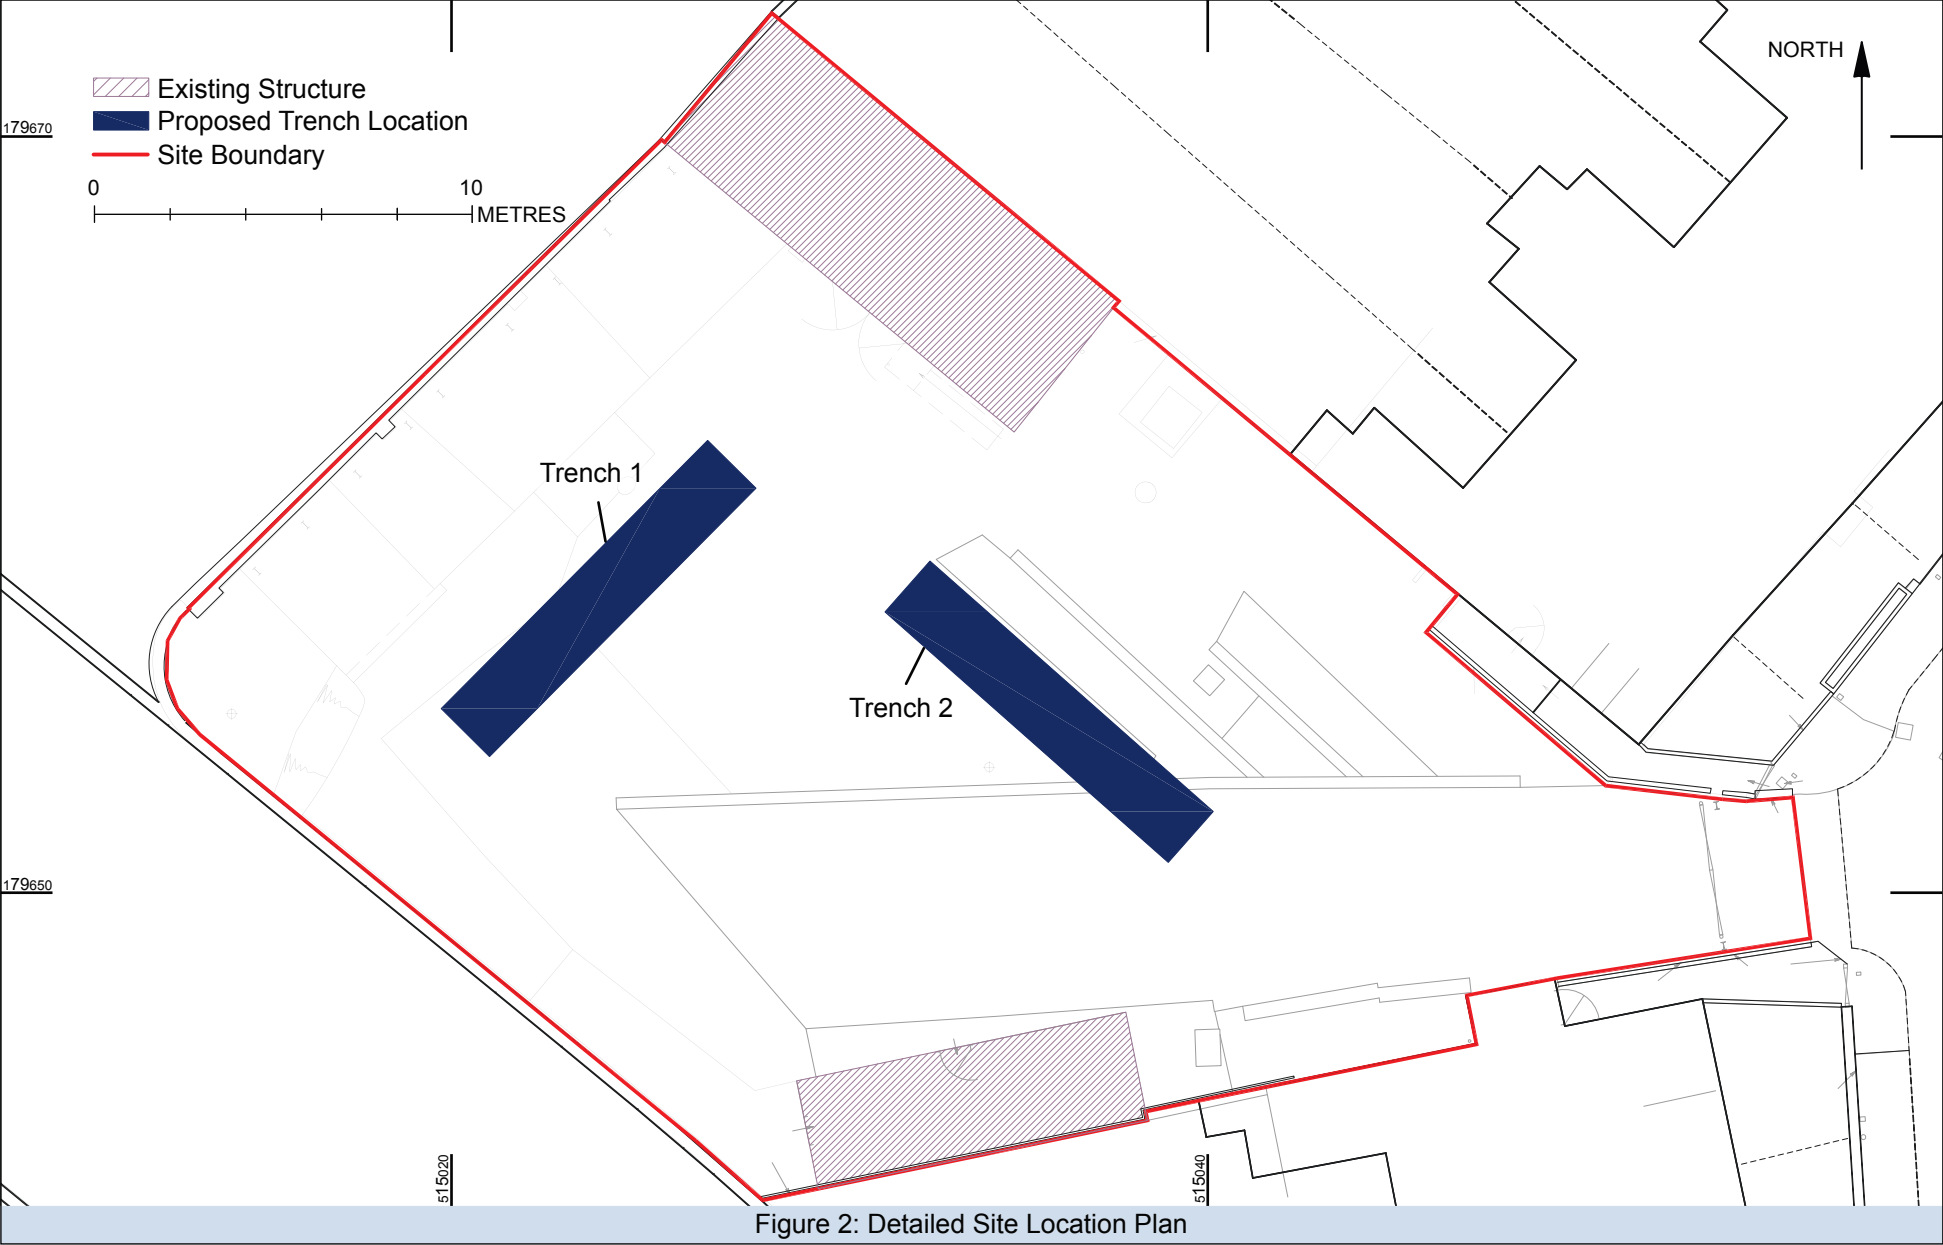 NORTH
Existing Structure
Proposed Trench Location
Site Boundary
179670
0 10
METRES
Trench 1
Trench 2
179650
515020
515040
Figure 2: Detailed Site Location Plan